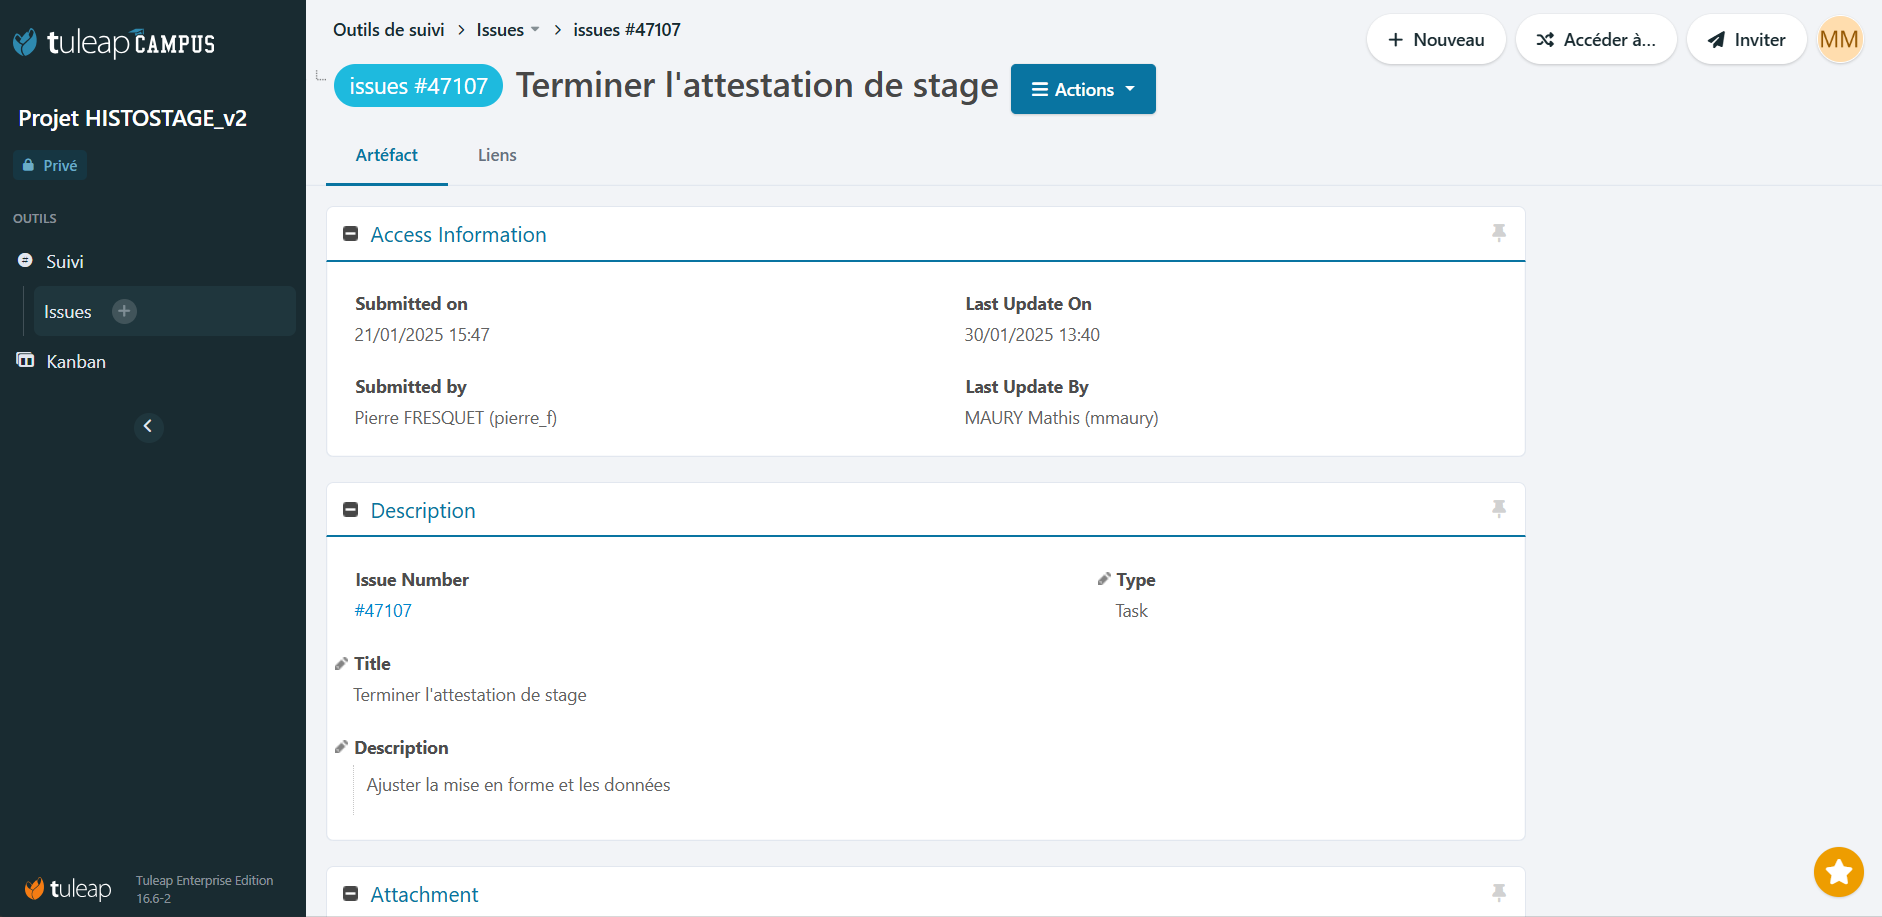 tuleap CAMPUS
Projet HISTOSTAGE_v2
Privé
OUTILS
Suivi
Issues
Kanban
tuleap
Tuleap Enterprise Edition
16.6-2
Outils de suivi > Issues > issues #47107
Nouveau
Accéder à...
Inviter
MM
issues #47107
Terminer l'attestation de stage
Actions
Artéfact
Liens
Access Information
Submitted on
21/01/2025 15:47
Last Update On
30/01/2025 13:40
Submitted by
Pierre FRESQUET (pierre_f)
Last Update By
MAURY Mathis (mmaury)
Description
Issue Number
#47107
Type
Task
Title
Terminer l'attestation de stage
Description
Ajuster la mise en forme et les données
Attachment